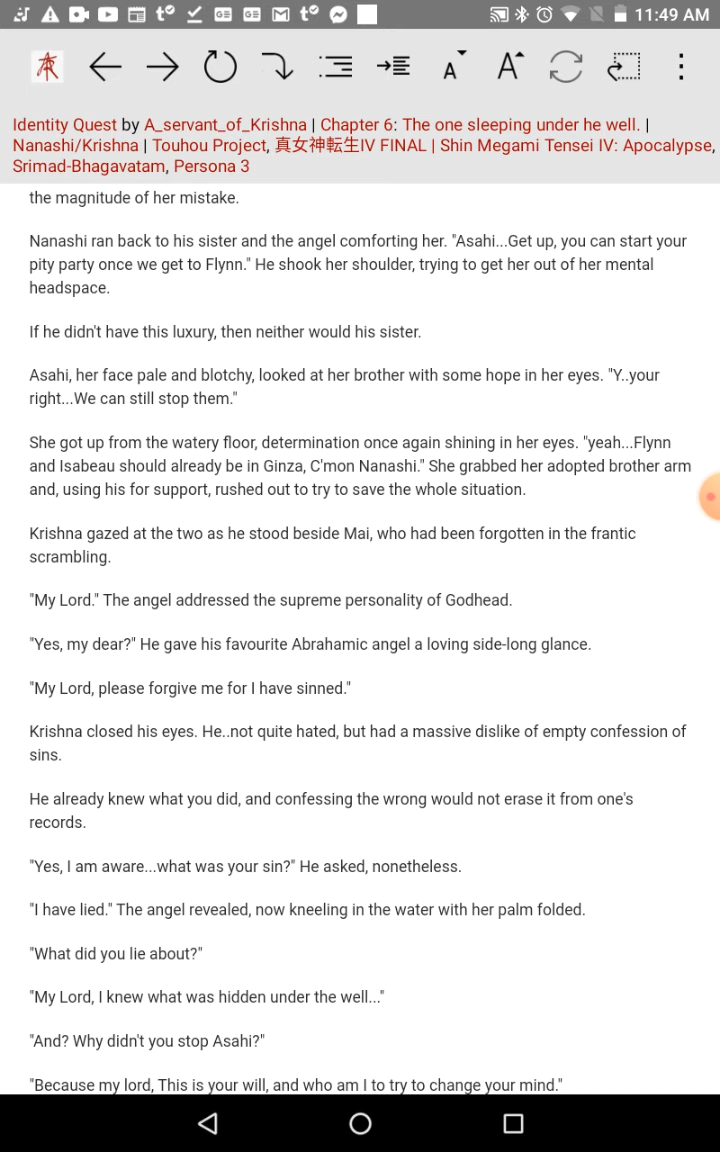 11:49 AM
Identity Quest by A_servant_of_Krishna | Chapter 6: The one sleeping under he well. |
Nanashi/Krishna | Touhou Project, 真女神転生IV FINAL | Shin Megami Tensei IV: Apocalypse,
Srimad-Bhagavatam, Persona 3
the magnitude of her mistake.
Nanashi ran back to his sister and the angel comforting her. "Asahi...Get up, you can start your
pity party once we get to Flynn." He shook her shoulder, trying to get her out of her mental
headspace.
If he didn't have this luxury, then neither would his sister.
Asahi, her face pale and blotchy, looked at her brother with some hope in her eyes. "Y..your
right...We can still stop them."
She got up from the watery floor, determination once again shining in her eyes. "yeah...Flynn
and Isabeau should already be in Ginza, C'mon Nanashi." She grabbed her adopted brother arm
and, using his for support, rushed out to try to save the whole situation.
Krishna gazed at the two as he stood beside Mai, who had been forgotten in the frantic
scrambling.
"My Lord." The angel addressed the supreme personality of Godhead.
"Yes, my dear?" He gave his favourite Abrahamic angel a loving side-long glance.
"My Lord, please forgive me for I have sinned."
Krishna closed his eyes. He..not quite hated, but had a massive dislike of empty confession of
sins.
He already knew what you did, and confessing the wrong would not erase it from one's
records.
"Yes, I am aware...what was your sin?" He asked, nonetheless.
"I have lied." The angel revealed, now kneeling in the water with her palm folded.
"What did you lie about?"
"My Lord, I knew what was hidden under the well..."
"And? Why didn't you stop Asahi?"
"Because my lord, This is your will, and who am I to try to change your mind."